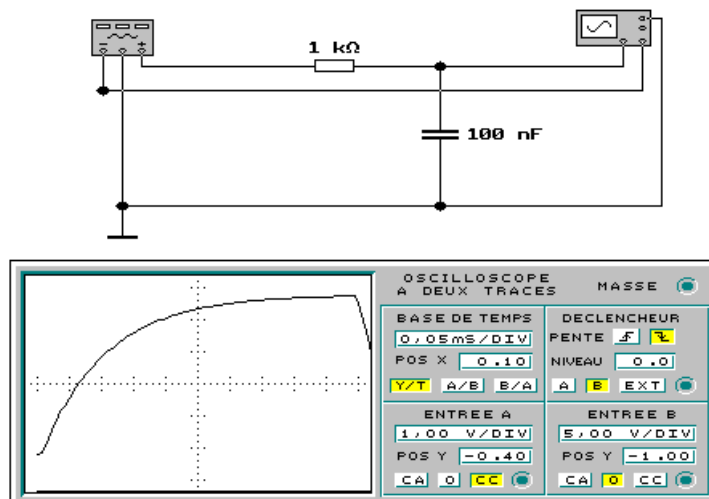 − +
1 kΩ
100 nF
OSCILLOSCOPE
A DEUX TRACES
MASSE
BASE DE TEMPS
0,05mS/DIV
POS X 0.10
Y/T A/B B/A
DECLENCHEUR
PENTE
NIVEAU 0.0
A B EXT
ENTREE A
1,00 V/DIV
POS Y -0.40
CA 0 CC
ENTREE B
5,00 V/DIV
POS Y -1.00
CA 0 CC